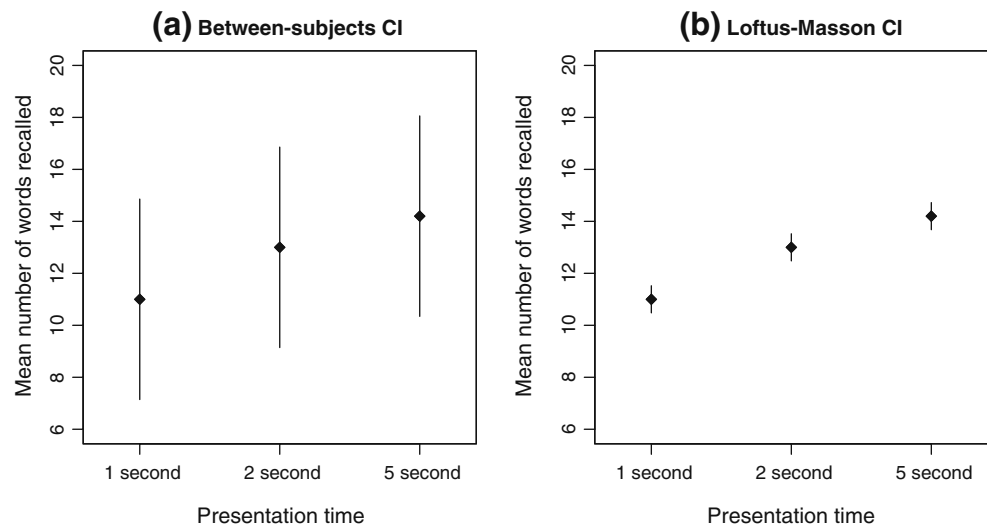 (a) Between-subjects CI
Mean number of words recalled
20
18
16
14
12
10
8
6
1 second 2 second 5 second
Presentation time
(b) Loftus-Masson CI
Mean number of words recalled
20
18
16
14
12
10
8
6
1 second 2 second 5 second
Presentation time